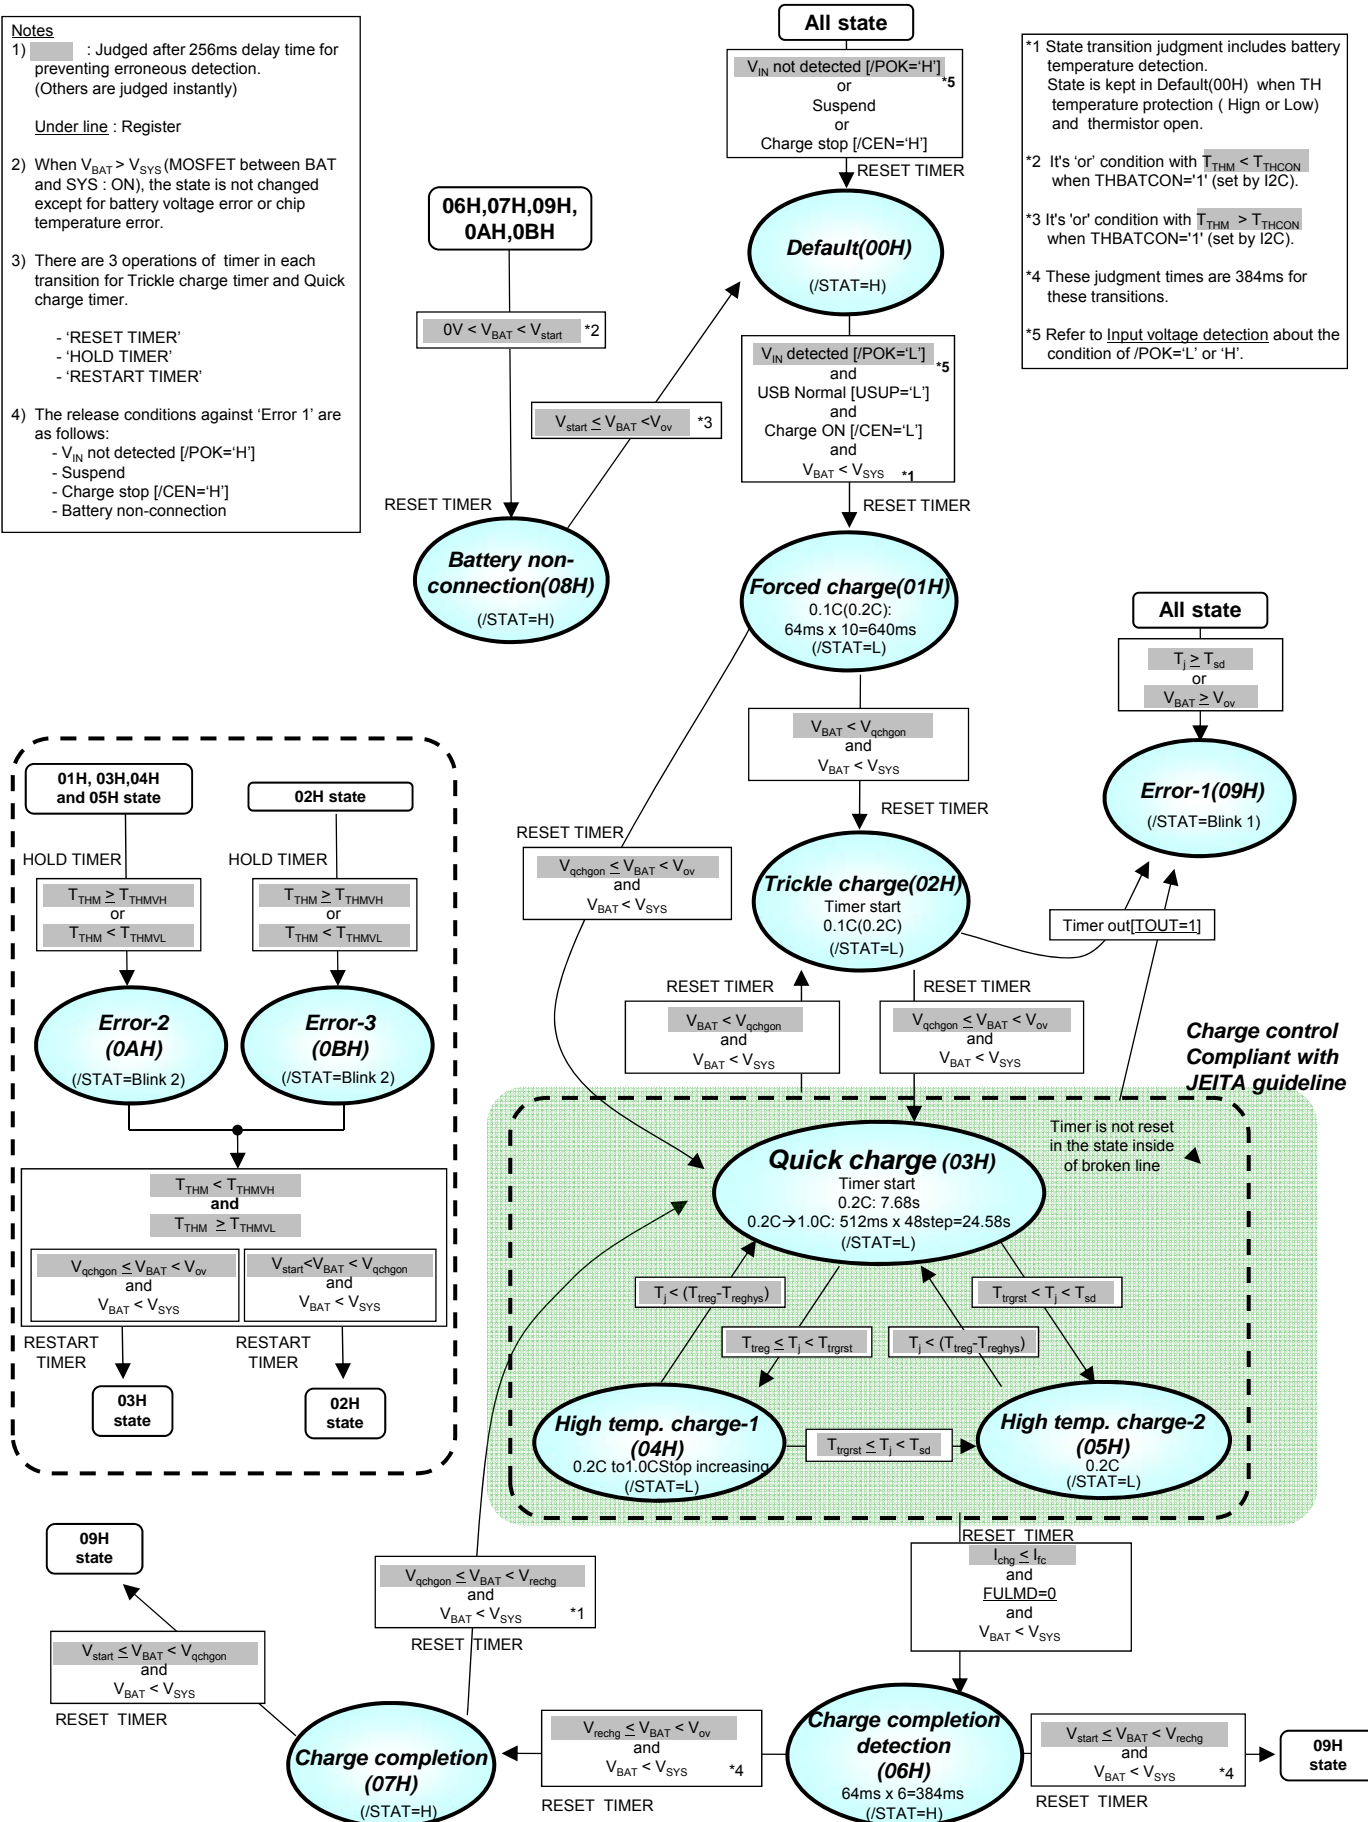 Notes
1) : Judged after 256ms delay time for
preventing erroneous detection.
(Others are judged instantly)
Under line : Register
2) When VBAT > VSYS (MOSFET between BAT
and SYS : ON), the state is not changed
except for battery voltage error or chip
temperature error.
3) There are 3 operations of timer in each
transition for Trickle charge timer and Quick
charge timer.
- ‘RESET TIMER’
- ‘HOLD TIMER’
- ‘RESTART TIMER’
4) The release conditions against ‘Error 1’ are
as follows:
- VIN not detected [/POK=‘H’]
- Suspend
- Charge stop [/CEN=‘H’]
- Battery non-connection
All state
VIN not detected [/POK=‘H’]
*5
or
Suspend
or
Charge stop [/CEN=‘H’]
RESET TIMER
*1 State transition judgment includes battery
temperature detection.
State is kept in Default(00H) when TH
temperature protection ( Hign or Low)
and thermistor open.
*2 It's ‘or’ condition with TTHM < TTHCON
when THBATCON='1' (set by I2C).
*3 It's 'or' condition with TTHM > TTHCON
when THBATCON='1' (set by I2C).
*4 These judgment times are 384ms for
these transitions.
*5 Refer to Input voltage detection about the
condition of /POK=‘L’ or ‘H’.
06H,07H,09H,
0AH,0BH
Default(00H)
(/STAT=H)
0V < VBAT < Vstart *2
VIN detected [/POK=‘L’]
*5
and
USB Normal [USUP=‘L’]
and
Charge ON [/CEN=‘L’]
and
VBAT < VSYS *1
Vstart ≤ VBAT <Vov *3
RESET TIMER
RESET TIMER
Battery non-
connection(08H)
(/STAT=H)
Forced charge(01H)
0.1C(0.2C):
64ms x 10=640ms
(/STAT=L)
All state
Tj ≥ Tsd
or
VBAT ≥ Vov
VBAT < Vqchgon
and
VBAT < VSYS
RESET TIMER
Error-1(09H)
(/STAT=Blink 1)
01H, 03H,04H
and 05H state
02H state
HOLD TIMER
HOLD TIMER
TTHM ≥ TTHMVH
or
TTHM < TTHMVL
TTHM ≥ TTHMVH
or
TTHM < TTHMVL
RESET TIMER
Vqchgon ≤ VBAT < Vov
and
VBAT < VSYS
Trickle charge(02H)
Timer start
0.1C(0.2C)
(/STAT=L)
Timer out[TOUT=1]
Error-2
(0AH)
(/STAT=Blink 2)
Error-3
(0BH)
(/STAT=Blink 2)
RESET TIMER
VBAT < Vqchgon
and
VBAT < VSYS
RESET TIMER
Vqchgon ≤ VBAT < Vov
and
VBAT < VSYS
Charge control
Compliant with
JEITA guideline
Timer is not reset
in the state inside
of broken line
TTHM < TTHMVH
and
TTHM ≥ TTHMVL
Vqchgon ≤ VBAT < Vov
and
VBAT < VSYS
Vstart<VBAT < Vqchgon
and
VBAT < VSYS
RESTART
TIMER
RESTART
TIMER
03H
state
02H
state
Quick charge (03H)
Timer start
0.2C: 7.68s
0.2C→1.0C: 512ms x 48step=24.58s
(/STAT=L)
Tj < (Ttreg-Treghys)
Ttrgrst < Tj < Tsd
Ttreg ≤ Tj < Ttrgrst
Tj < (Ttreg-Treghys)
High temp. charge-1
(04H)
0.2C to1.0CStop increasing
(/STAT=L)
Ttrgrst ≤ Tj < Tsd
High temp. charge-2
(05H)
0.2C
(/STAT=L)
09H
state
RESET TIMER
Ichg ≤ Ifc
and
FULMD=0
and
VBAT < VSYS
Vqchgon ≤ VBAT < Vrechg
and
VBAT < VSYS *1
RESET TIMER
Vstart ≤ VBAT < Vqchgon
and
VBAT < VSYS
RESET TIMER
Charge completion
(07H)
(/STAT=H)
Vrechg ≤ VBAT < Vov
and
VBAT < VSYS *4
RESET TIMER
Charge completion
detection
(06H)
64ms x 6=384ms
(/STAT=H)
Vstart ≤ VBAT < Vrechg
and
VBAT < VSYS *4
RESET TIMER
09H
state